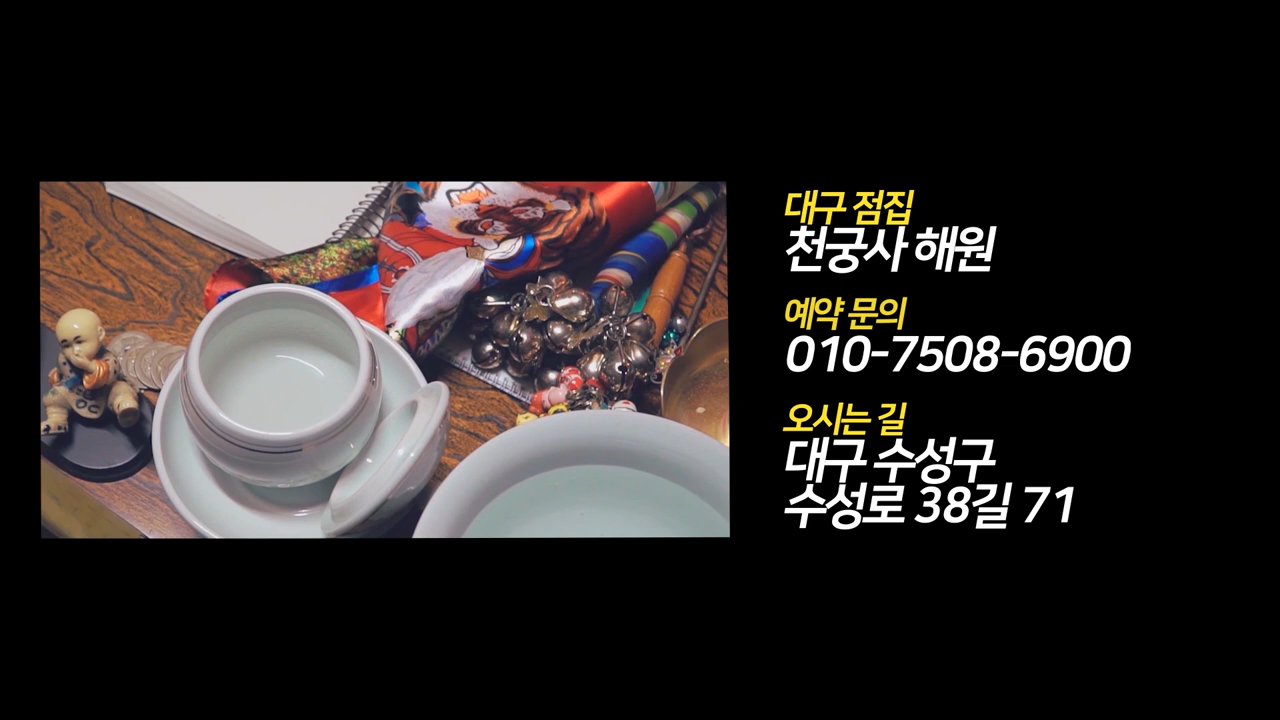 대구 점집
천궁사 해원
예약 문의
010-7508-6900
오시는 길
대구 수성구
수성로 38길 71